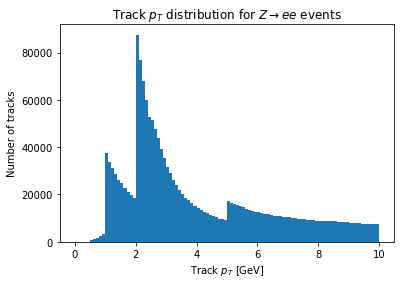 Track $p_T$ distribution for $Z \rightarrow ee$ events
80000
60000
40000
20000
0
Number of tracks
0 2 4 6 8 10
Track $p_T$ [GeV]